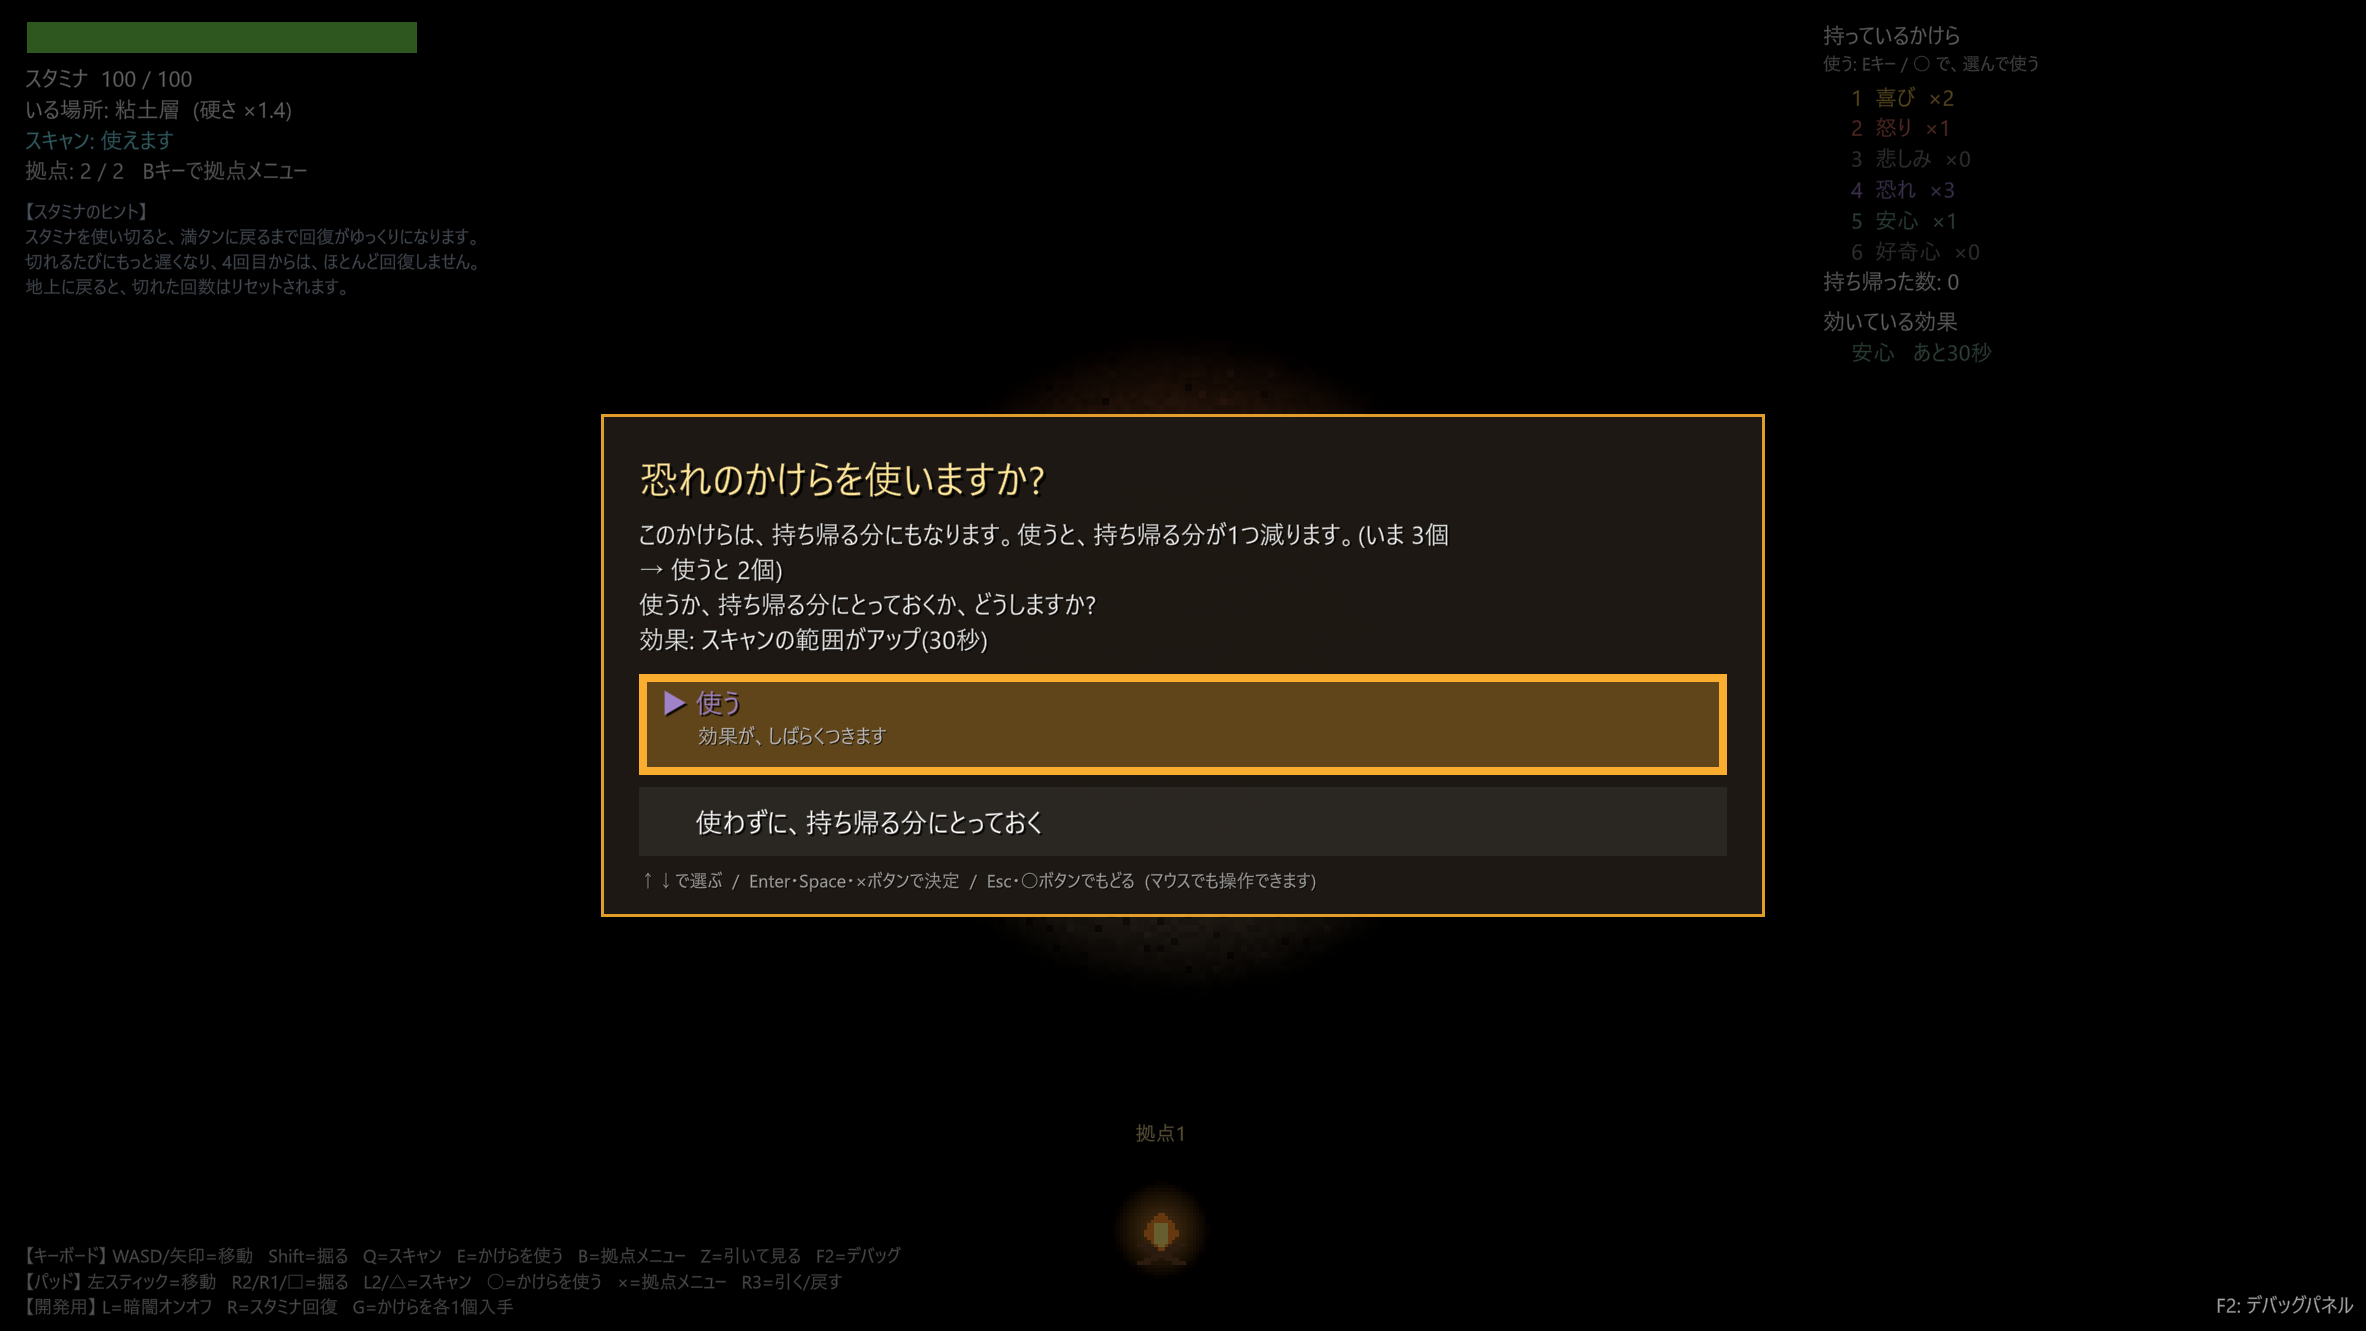 スタミナ 100 / 100
いる場所: 粘土層 (硬さ ×1.4)
スキャン: 使えます
拠点: 2 / 2 Bキーで拠点メニュー
【スタミナのヒント】
スタミナを使い切ると、満タンに戻るまで回復がゆっくりになります。
切れるたびにもっと遅くなり、4回目からは、ほとんど回復しません。
地上に戻ると、切れた回数はリセットされます。
持っているかけら
使う: Eキー / ○ で、選んで使う
1 喜び ×2
2 怒り ×1
3 悲しみ ×0
4 恐れ ×3
5 安心 ×1
6 好奇心 ×0
持ち帰った数: 0
効いている効果
安心 あと30秒
恐れのかけらを使いますか?
このかけらは、持ち帰る分にもなります。使うと、持ち帰る分が1つ減ります。(いま 3個
→ 使うと 2個)
使うか、持ち帰る分にとっておくか、どうしますか?
効果: スキャンの範囲がアップ(30秒)
▶ 使う
効果が、しばらくつきます
使わずに、持ち帰る分にとっておく
↑↓で選ぶ / Enter・Space・×ボタンで決定 / Esc・○ボタンでもどる (マウスでも操作できます)
拠点1
【キーボード】 WASD/矢印=移動 Shift=掘る Q=スキャン E=かけらを使う B=拠点メニュー Z=引いて見る F2=デバッグ
【パッド】 左スティック=移動 R2/R1/□=掘る L2/△=スキャン ○=かけらを使う ×=拠点メニュー R3=引く/戻す
【開発用】 L=暗闇オンオフ R=スタミナ回復 G=かけらを各1個入手
F2: デバッグパネル